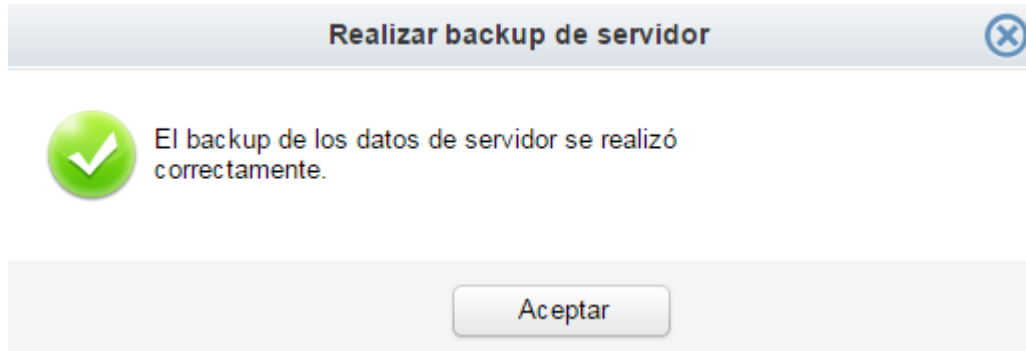 Realizar backup de servidor
El backup de los datos de servidor se realizó
correctamente.
Aceptar